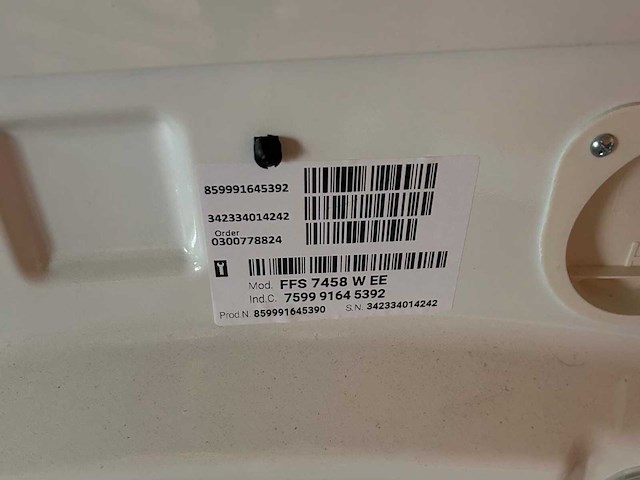 859991645392
342334014242
Order
0300778824
Mod. FFS 7458 W EE
Ind.C. 7599 9164 5392
Prod.N. 859991645390 S.N. 342334014242